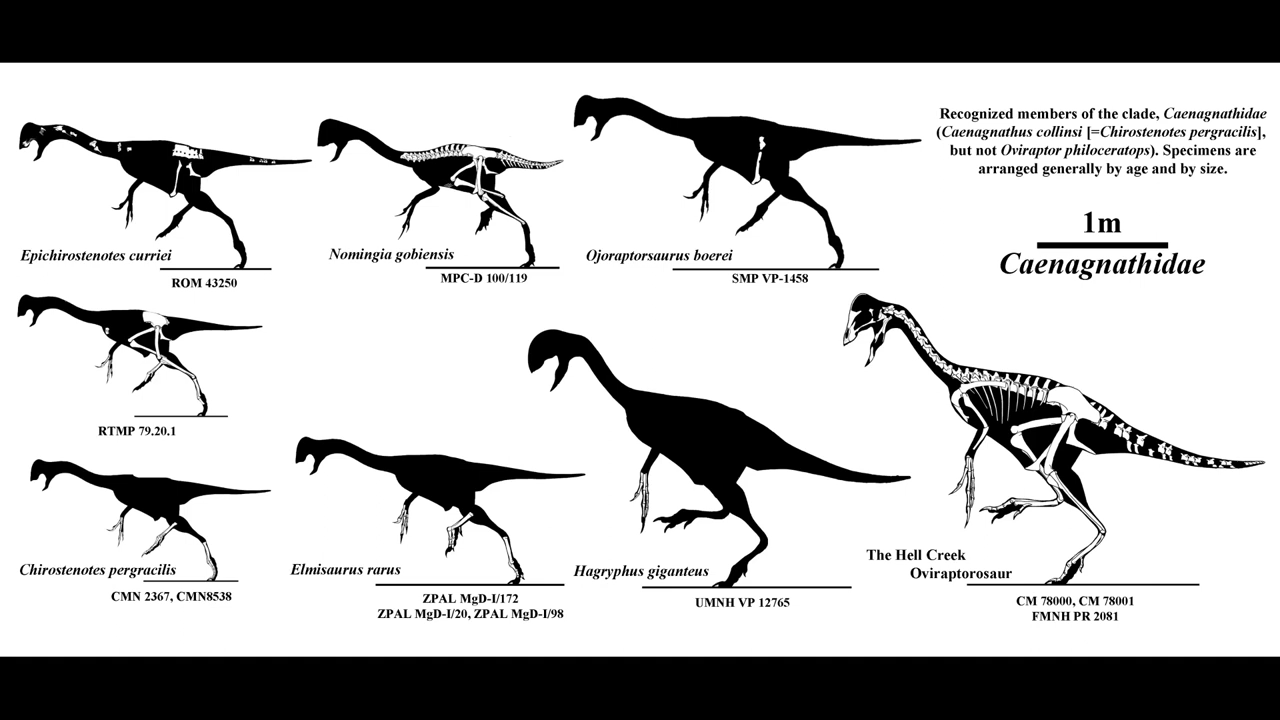 Recognized members of the clade, Caenagnathidae
(Caenagnathus collinsi [=Chirostenotes pergracilis],
but not Oviraptor philoceratops). Specimens are
arranged generally by age and by size.
1m
Caenagnathidae
Epichirostenotes curriei
ROM 43250
Nomingia gobiensis
MPC-D 100/119
Ojoraptorsaurus boerei
SMP VP-1458
RTMP 79.20.1
Chirostenotes pergracilis
CMN 2367, CMN8538
Elmisaurus rarus
ZPAL MgD-I/172
ZPAL MgD-I/20, ZPAL MgD-I/98
Hagryphus giganteus
UMNH VP 12765
The Hell Creek
Oviraptorosaur
CM 78000, CM 78001
FMNH PR 2081